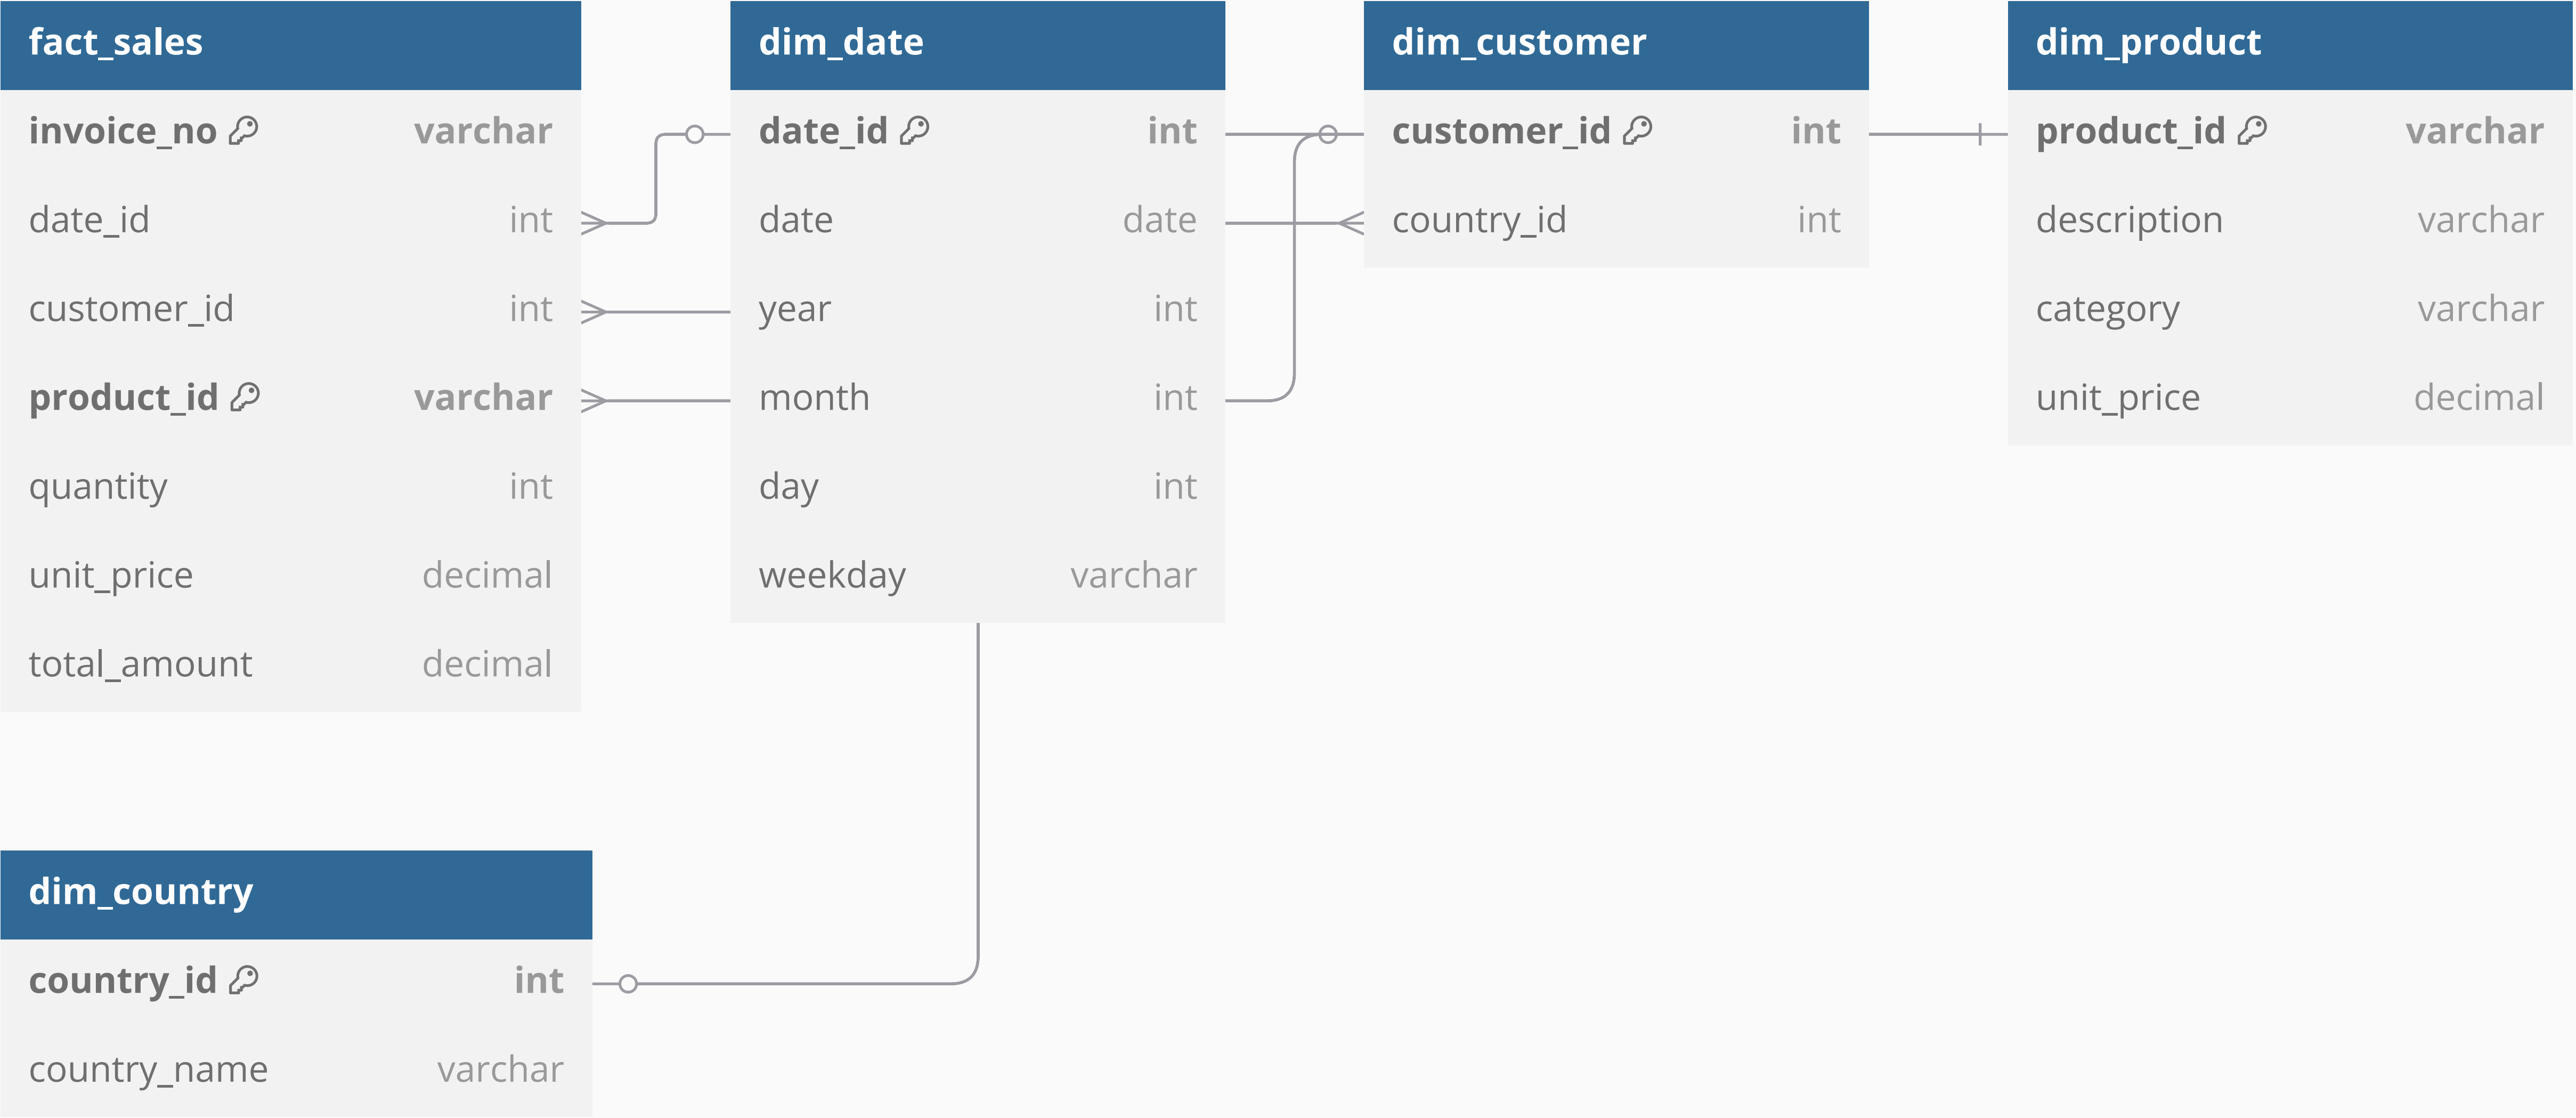 fact_sales
invoice_no varchar
date_id int
customer_id int
product_id varchar
quantity int
unit_price decimal
total_amount decimal
dim_date
date_id int
date date
year int
month int
day int
weekday varchar
dim_customer
customer_id int
country_id int
dim_product
product_id varchar
description varchar
category varchar
unit_price decimal
dim_country
country_id int
country_name varchar